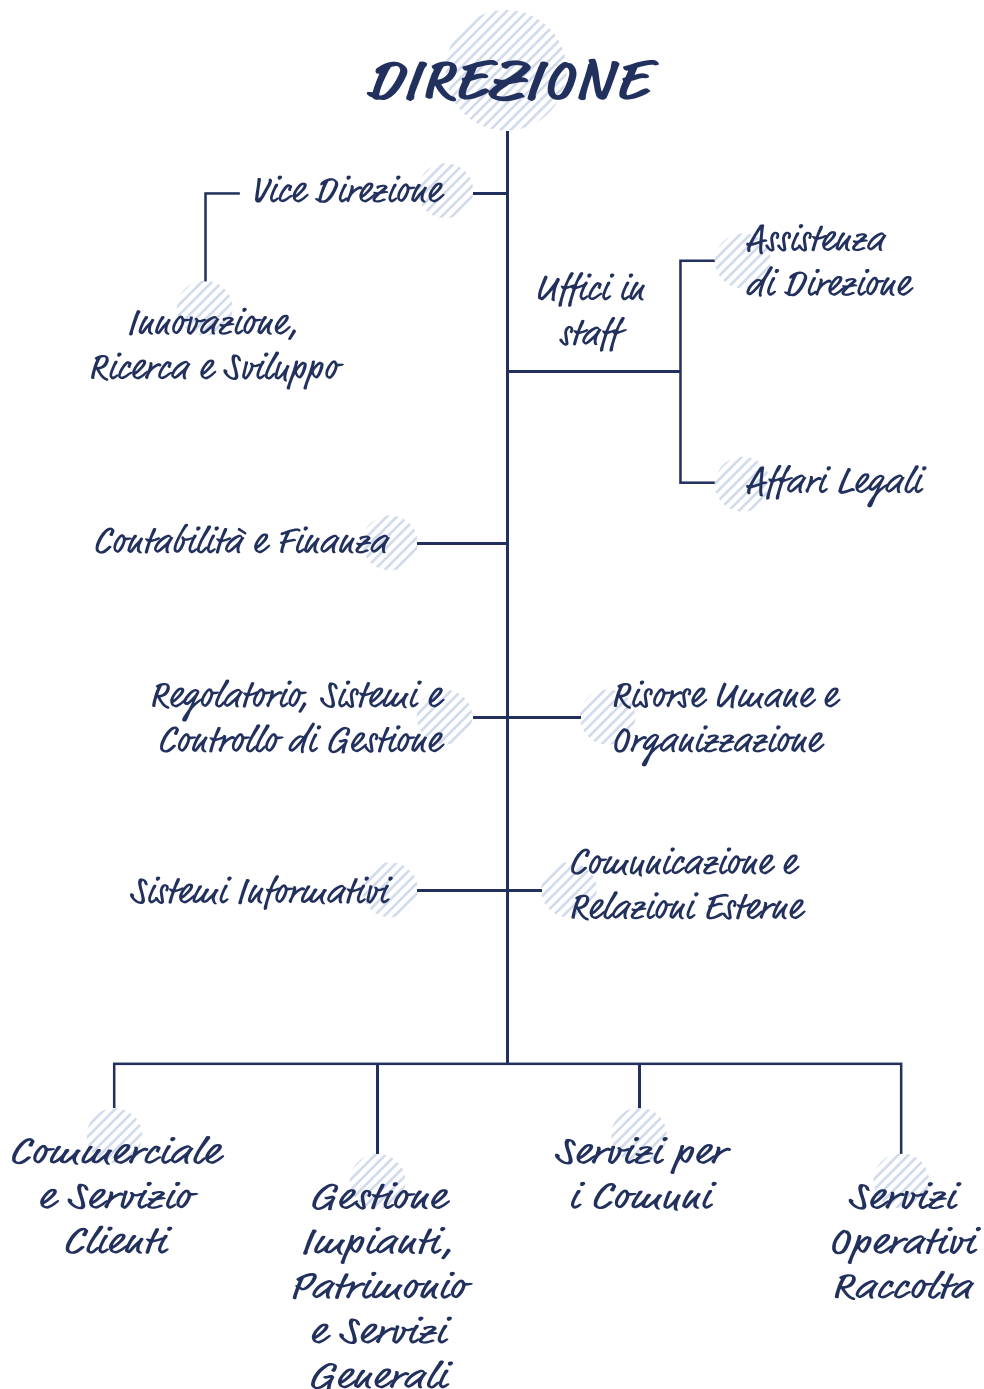 DIREZIONE
Vice Direzione
Innovazione,
Ricerca e Sviluppo
Uffici in
staff
Assistenza
di Direzione
Affari Legali
Contabilità e Finanza
Regolatorio, Sistemi e
Controllo di Gestione
Risorse Umane e
Organizzazione
Sistemi Informativi
Comunicazione e
Relazioni Esterne
Commerciale
e Servizio
Clienti
Gestione
Impianti,
Patrimonio
e Servizi
Generali
Servizi per
i Comuni
Servizi
Operativi
Raccolta